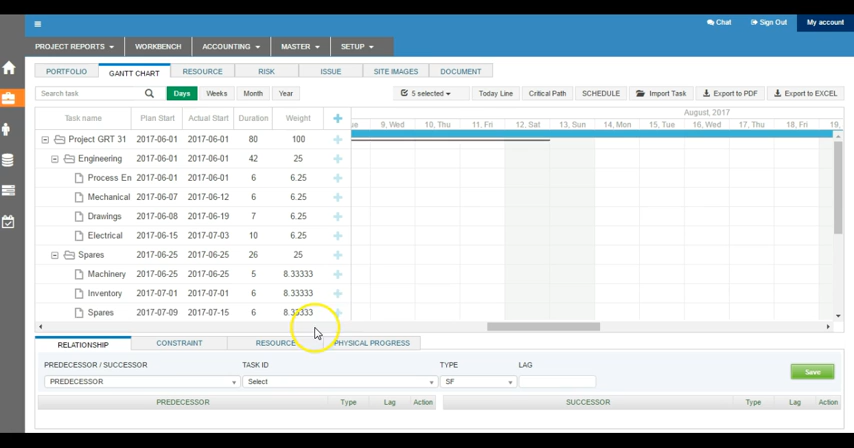 Chat Sign Out My account
PROJECT REPORTS WORKBENCH ACCOUNTING MASTER SETUP
PORTFOLIO GANTT CHART RESOURCE RISK ISSUE SITE IMAGES DOCUMENT
Search task Days Weeks Month Year 5 selected Today Line Critical Path SCHEDULE Import Task Export to PDF Export to EXCEL
Task name Plan Start Actual Start Duration Weight
August, 2017
9. Wed 10, Thu 11, Fri 12. Sat 13. Sun 14, Mon 15, Tue 16, Wed 17, Thu 18, Fri 19,
Project GRT 31 2017-06-01 2017-06-01 80 100
Engineering 2017-06-01 2017-06-01 42 25
Process En 2017-06-01 2017-06-01 6 6.25
Mechanical 2017-06-07 2017-06-12 6 6.25
Drawings 2017-06-08 2017-06-19 7 6.25
Electrical 2017-06-15 2017-07-03 10 6.25
Spares 2017-06-25 2017-06-25 26 25
Machinery 2017-06-25 2017-06-25 5 8.33333
Inventory 2017-07-01 2017-07-01 6 8.33333
Spares 2017-07-09 2017-07-15 6 8.33333
RELATIONSHIP CONSTRAINT RESOURCE PHYSICAL PROGRESS
PREDECESSOR / SUCCESSOR TASK ID TYPE LAG
PREDECESSOR Select SF Save
PREDECESSOR Type Lag Action SUCCESSOR Type Lag Action